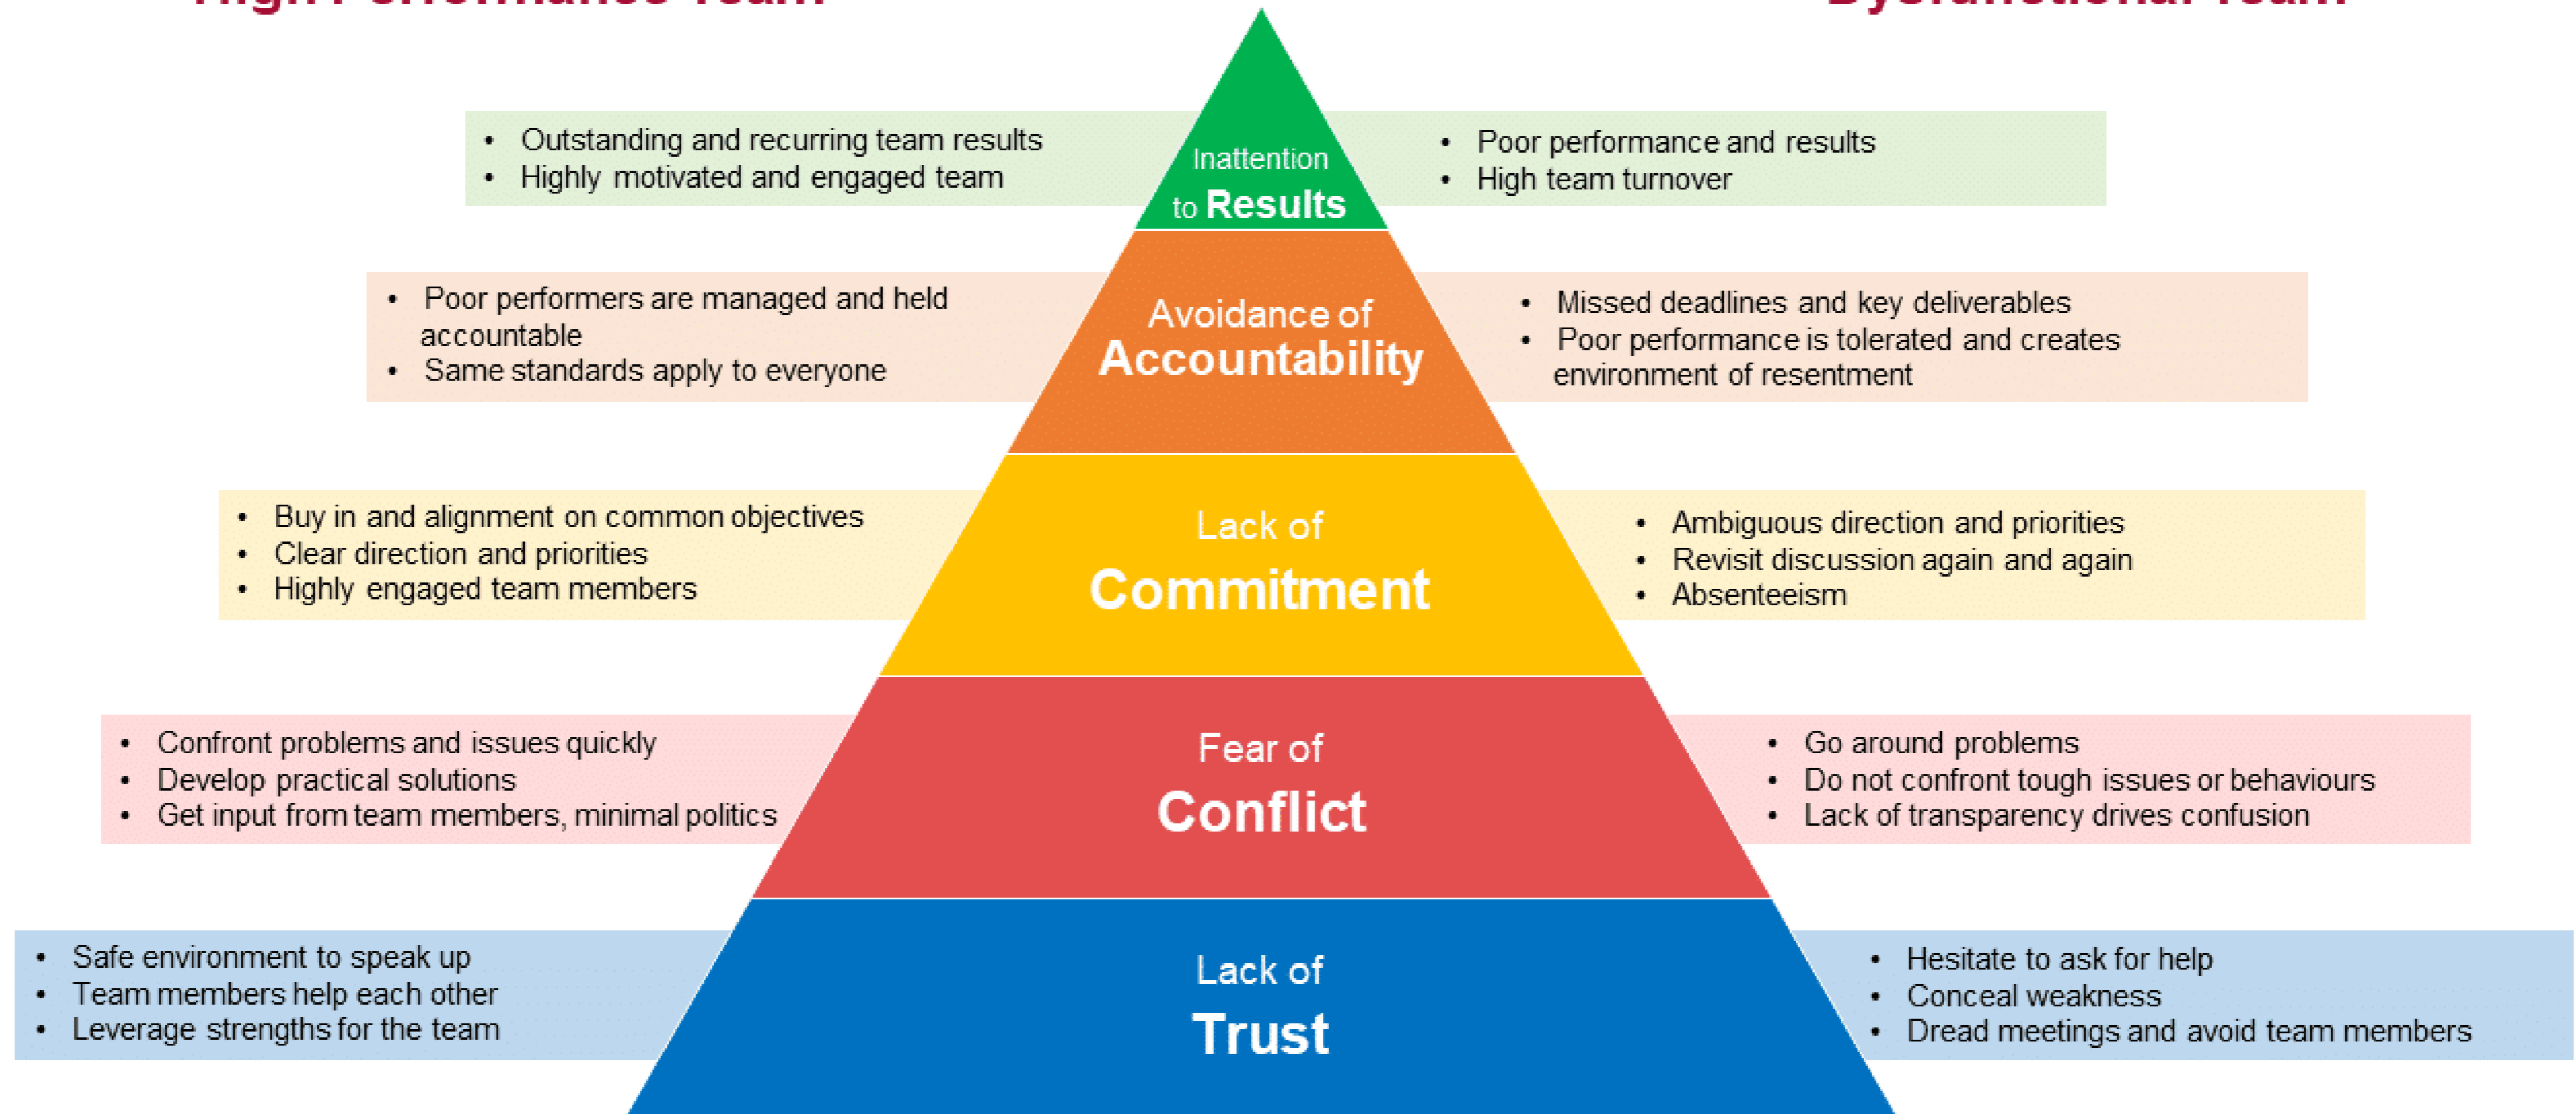 High Performance Team
Dysfunctional Team
• Outstanding and recurring team results
• Highly motivated and engaged team
Inattention
to Results
• Poor performance and results
• High team turnover
• Poor performers are managed and held
accountable
• Same standards apply to everyone
Avoidance of
Accountability
• Missed deadlines and key deliverables
• Poor performance is tolerated and creates
environment of resentment
• Buy in and alignment on common objectives
• Clear direction and priorities
• Highly engaged team members
Lack of
Commitment
• Ambiguous direction and priorities
• Revisit discussion again and again
• Absenteeism
• Confront problems and issues quickly
• Develop practical solutions
• Get input from team members, minimal politics
Fear of
Conflict
• Go around problems
• Do not confront tough issues or behaviours
• Lack of transparency drives confusion
• Safe environment to speak up
• Team members help each other
• Leverage strengths for the team
Lack of
Trust
• Hesitate to ask for help
• Conceal weakness
• Dread meetings and avoid team members